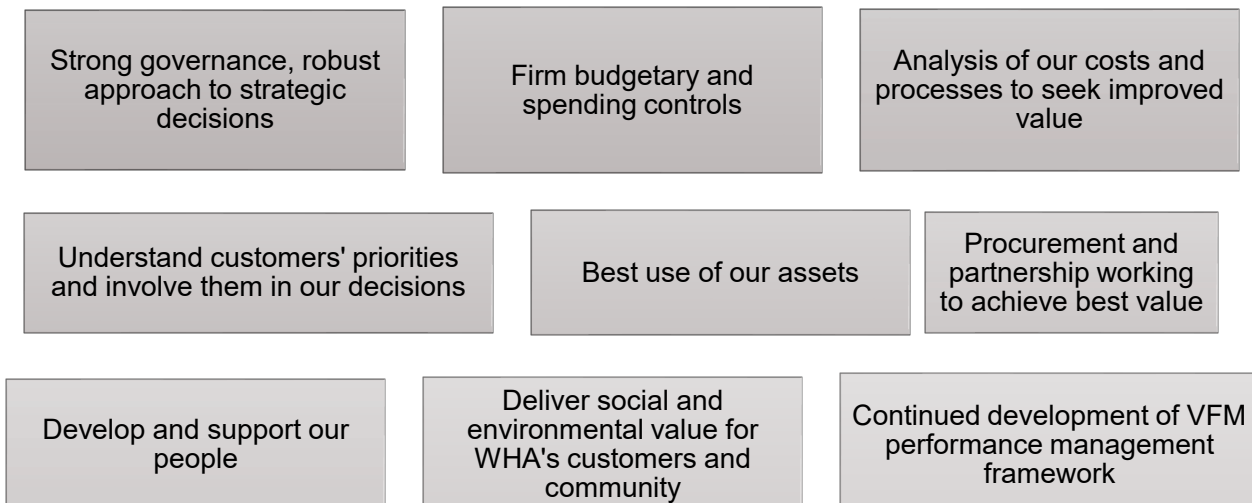 Strong governance, robust
approach to strategic
decisions
Firm budgetary and
spending controls
Analysis of our costs and
processes to seek improved
value
Understand customers' priorities
and involve them in our decisions
Best use of our assets
Procurement and
partnership working
to achieve best value
Develop and support our
people
Deliver social and
environmental value for
WHA's customers and
community
Continued development of VFM
performance management
framework